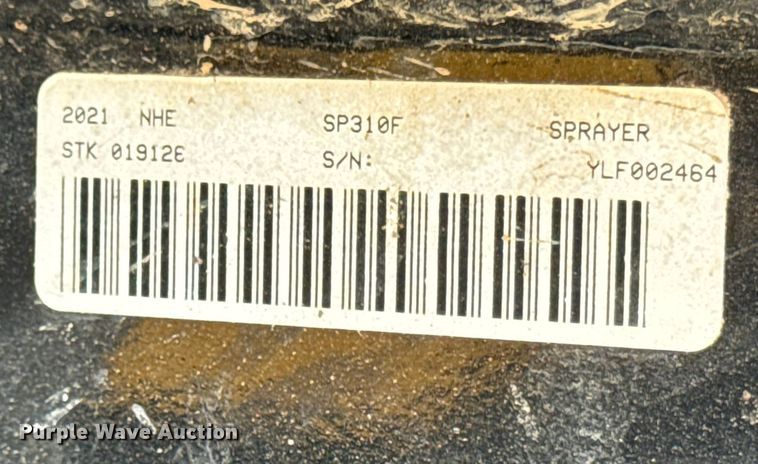 2021 NHE SP310F SPRAYER
STK 01912E S/N: YLF002464
Purple Wave Auction